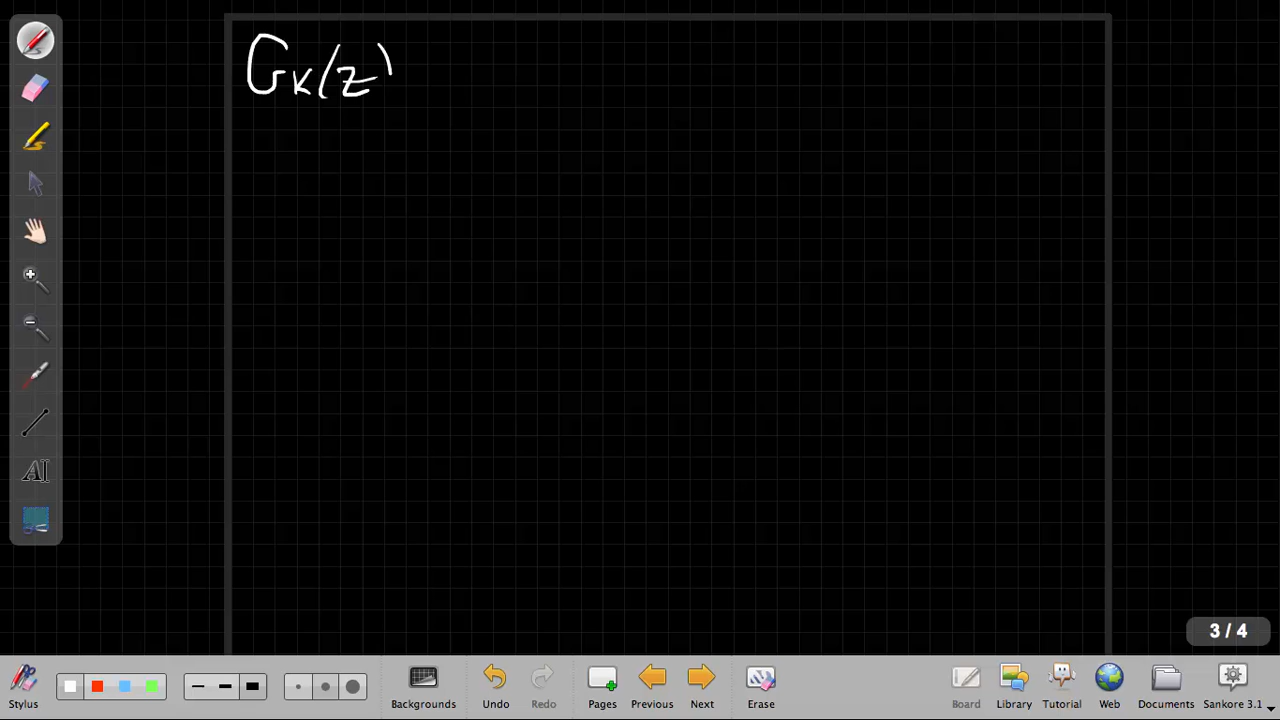 Gk(z)
AI
3 / 4
Stylus
Backgrounds
Undo
Redo
Pages
Previous
Next
Erase
Board
Library
Tutorial
Web
Documents
Sankore 3.1